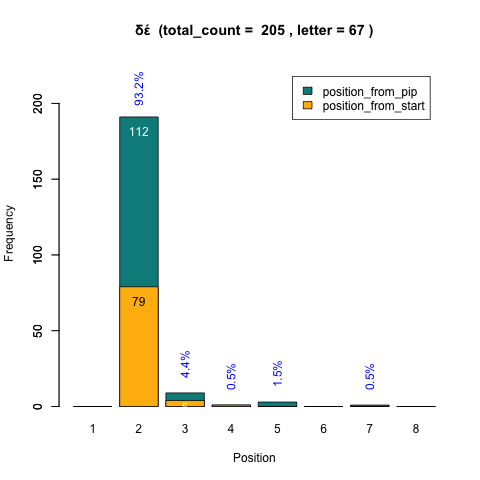 δέ (total_count = 205 , letter = 67 )
position_from_pip
position_from_start
Frequency
0
50
100
150
200
93.2%
112
79
4.4%
5
0.5%
1.5%
0.5%
1 2 3 4 5 6 7 8
Position